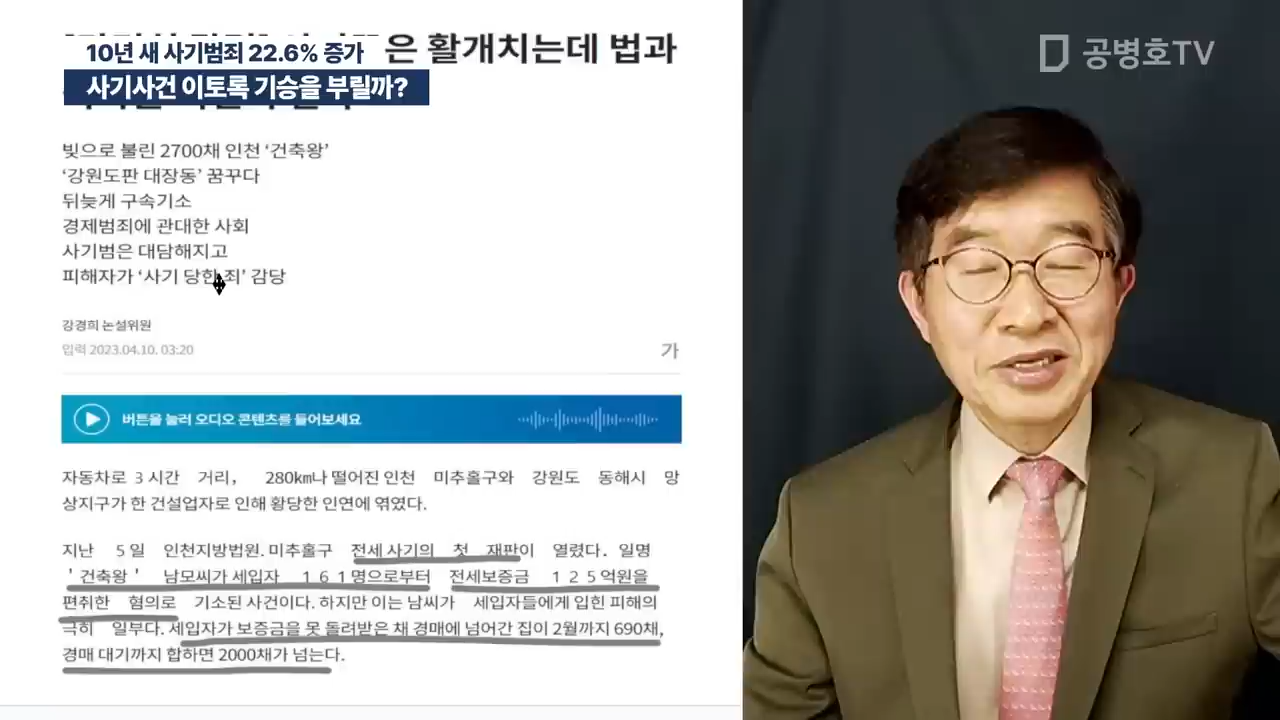 10년 새 사기범죄 22.6% 증가
은 활개치는데 법과
사기사건 이토록 기승을 부릴까?
공병호TV
빚으로 불린 2700채 인천 ‘건축왕’
‘강원도판 대장동’ 꿈꾸다
뒤늦게 구속기소
경제범죄에 관대한 사회
사기범은 대담해지고
피해자가 ‘사기 당한 죄’ 감당
강경희 논설위원
입력 2023.04.10. 03:20
가
버튼을 눌러 오디오 콘텐츠를 들어보세요
자동차로 3시간 거리, 280km나 떨어진 인천 미추홀구와 강원도 동해시 망
상지구가 한 건설업자로 인해 황당한 인연에 엮였다.
지난 5일 인천지방법원. 미추홀구 전세 사기의 첫 재판이 열렸다. 일명
'건축왕' 남모씨가 세입자 161명으로부터 전세보증금 125억원을
편취한 혐의로 기소된 사건이다. 하지만 이는 남씨가 세입자들에게 입힌 피해의
극히 일부다. 세입자가 보증금을 못 돌려받은 채 경매에 넘어간 집이 2월까지 690채,
경매 대기까지 합하면 2000채가 넘는다.